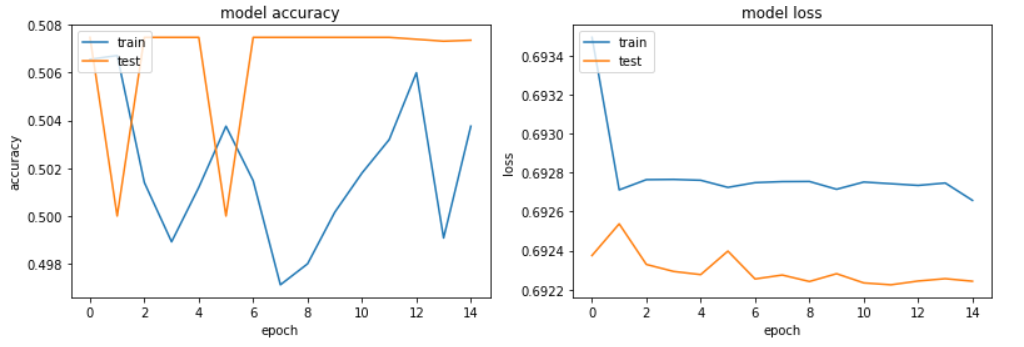 model accuracy
0.508
0.506
0.504
0.502
0.500
0.498
accuracy
train
test
0 2 4 6 8 10 12 14
epoch
model loss
0.6934
0.6932
0.6930
0.6928
0.6926
0.6924
0.6922
loss
train
test
0 2 4 6 8 10 12 14
epoch